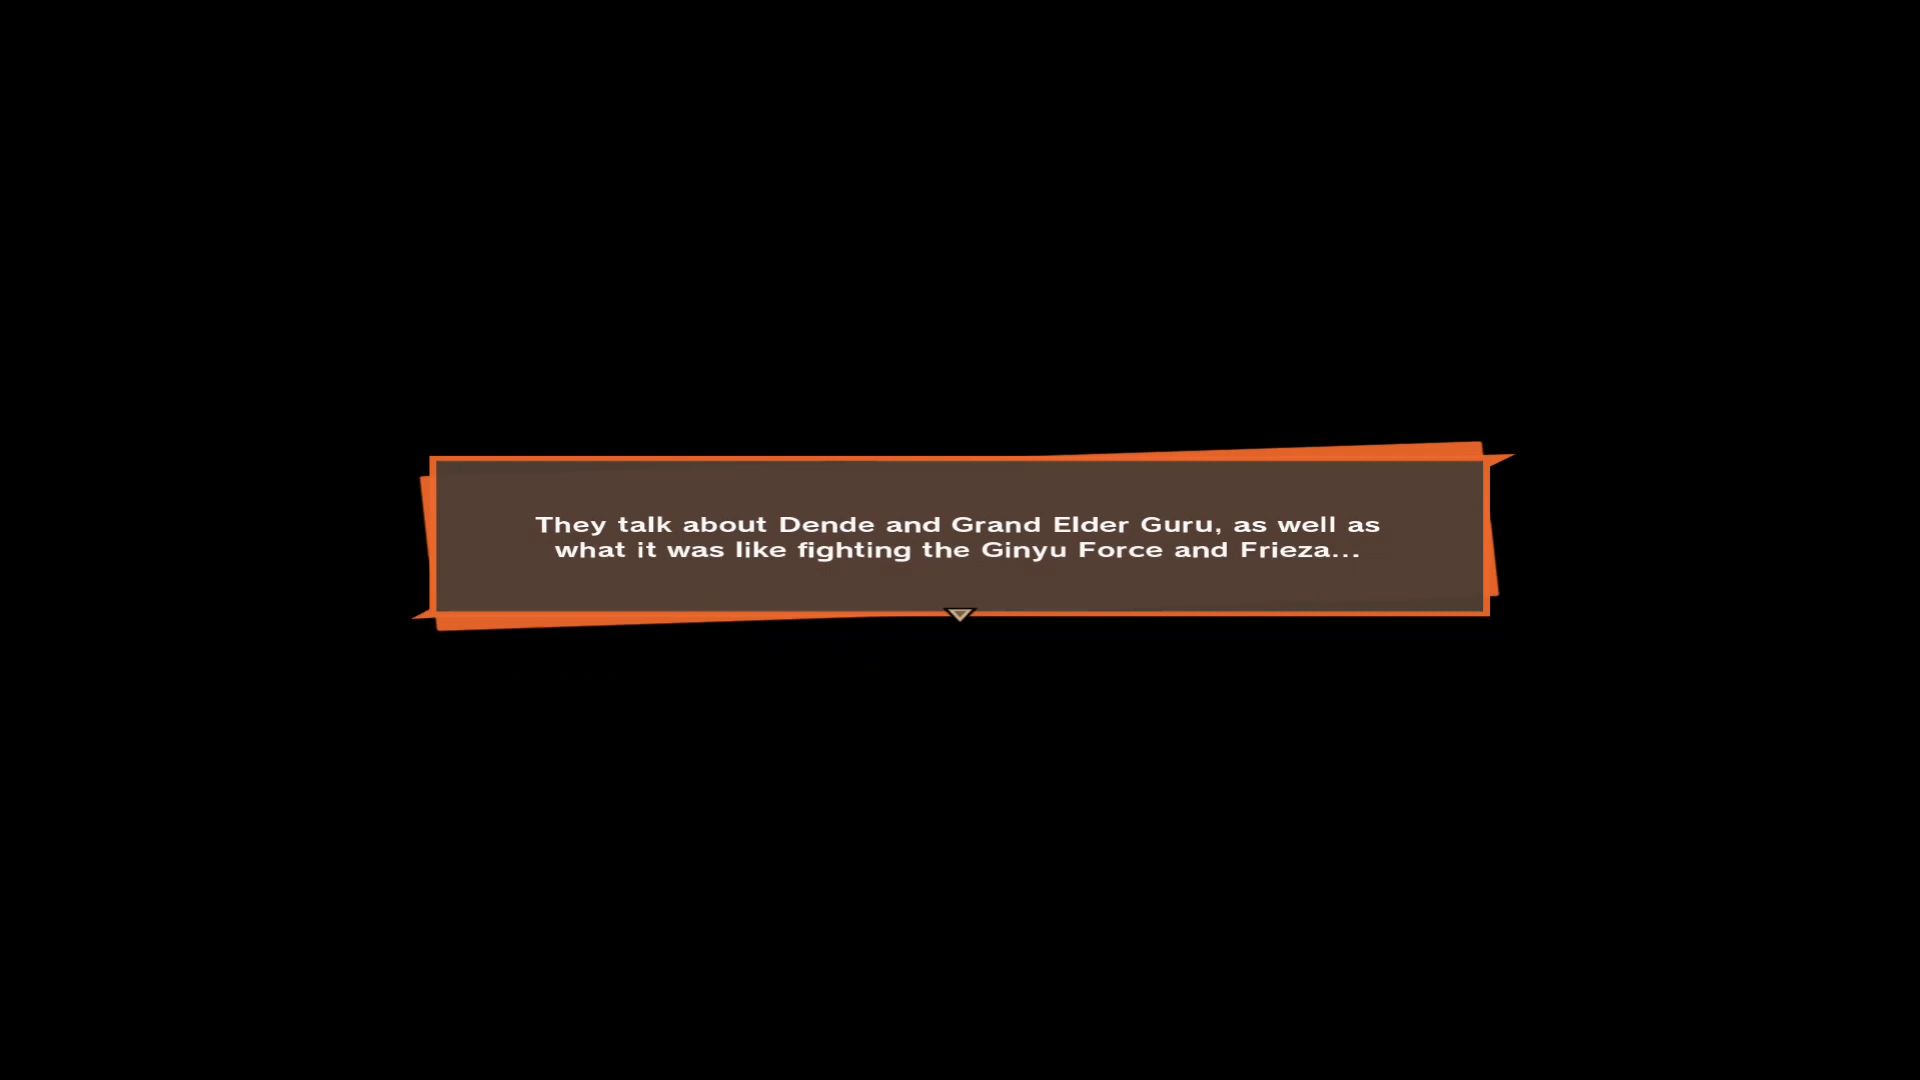 They talk about Dende and Grand Elder Guru, as well as
what it was like fighting the Ginyu Force and Frieza...